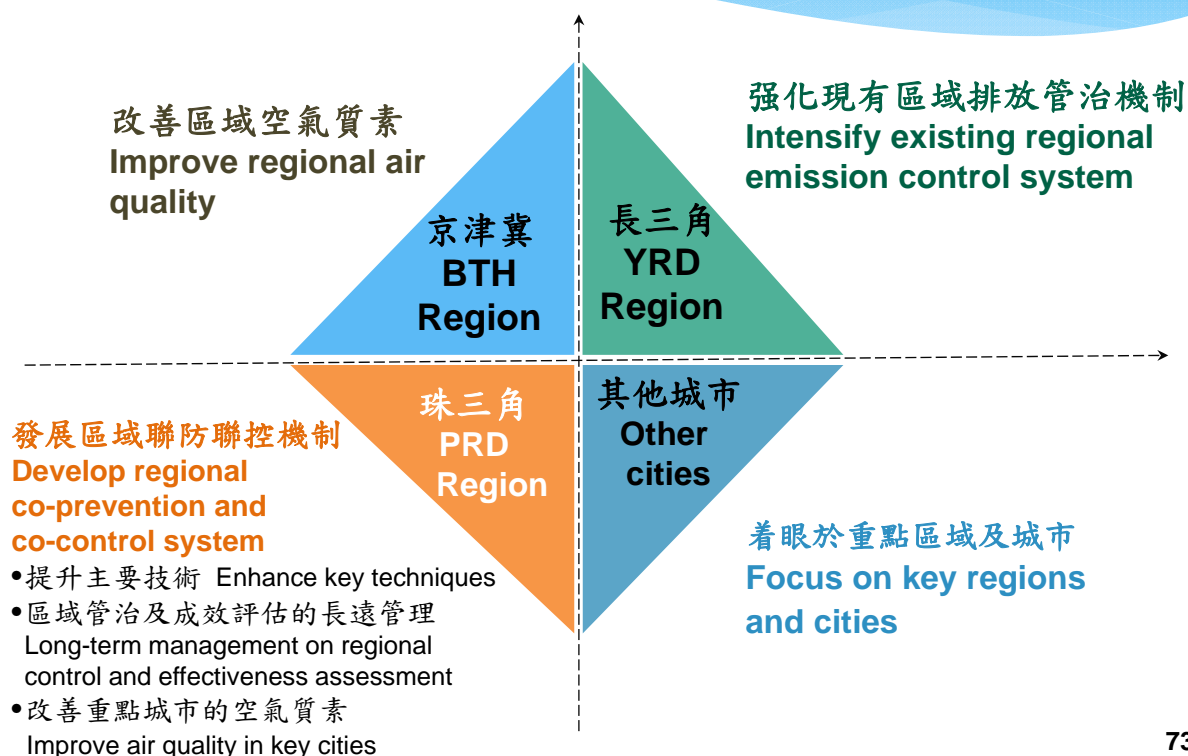 改善區域空氣質素
Improve regional air
quality
强化現有區域排放管治機制
Intensify existing regional
emission control system
京津冀
BTH
Region
長三角
YRD
Region
珠三角
PRD
Region
其他城市
Other
cities
發展區域聯防聯控機制
Develop regional
co-prevention and
co-control system
•提升主要技術 Enhance key techniques
•區域管治及成效評估的長遠管理
Long-term management on regional
control and effectiveness assessment
•改善重點城市的空氣質素
Improve air quality in key cities
着眼於重點區域及城市
Focus on key regions
and cities
73